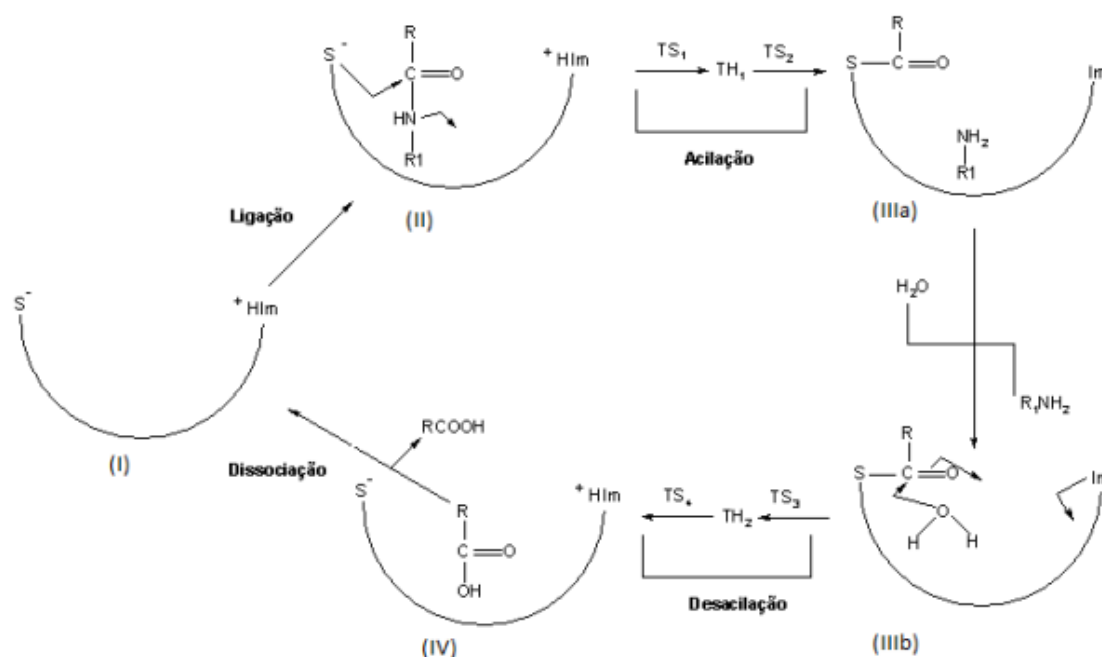 R
S-
C
O
HN
R1
+HIm
(II)
TS1
TH1
TS2
Acilação
R
S
C
O
Im
NH2
R1
(IIIa)
Ligação
S-
+HIm
(I)
H2O
R1NH2
RCOOH
Dissociação
S-
R
C
O
OH
+HIm
(IV)
TS4
TH2
TS3
Desacilação
R
S
C
O
O
H
H
Im
(IIIb)